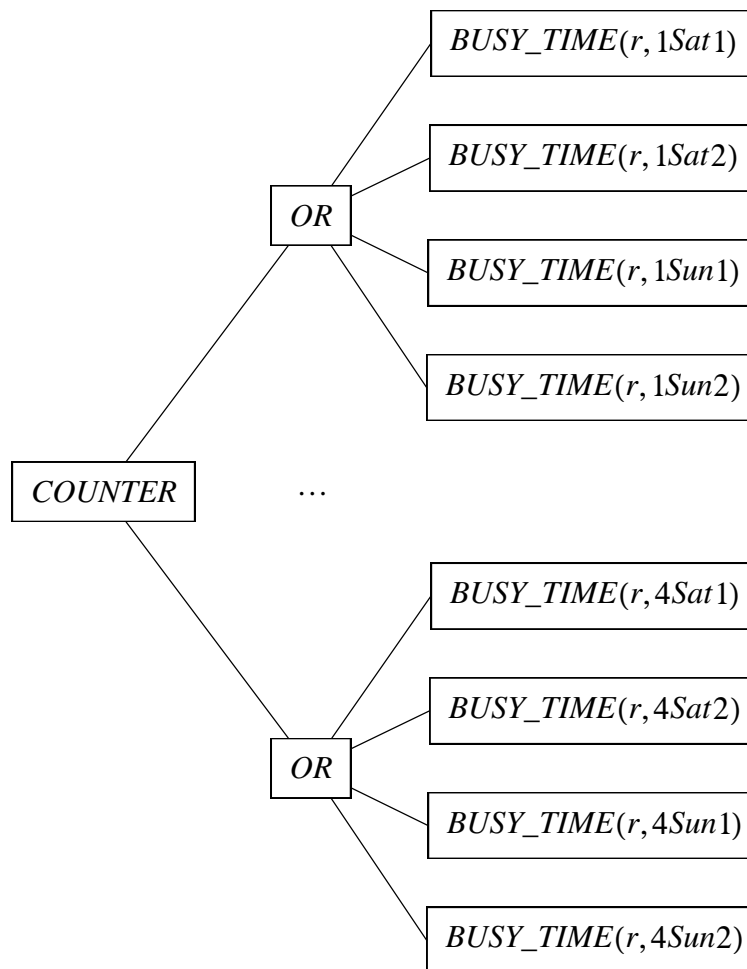 BUSY_TIME(r, 1Sat1)
BUSY_TIME(r, 1Sat2)
OR
BUSY_TIME(r, 1Sun1)
BUSY_TIME(r, 1Sun2)
COUNTER
...
BUSY_TIME(r, 4Sat1)
BUSY_TIME(r, 4Sat2)
OR
BUSY_TIME(r, 4Sun1)
BUSY_TIME(r, 4Sun2)